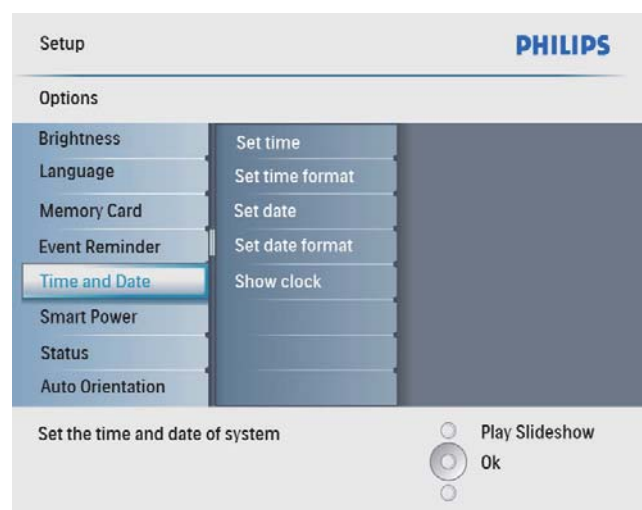 Setup
PHILIPS
Options
Brightness
Language
Memory Card
Event Reminder
Time and Date
Smart Power
Status
Auto Orientation
Set time
Set time format
Set date
Set date format
Show clock
Set the time and date of system
Play Slideshow
Ok